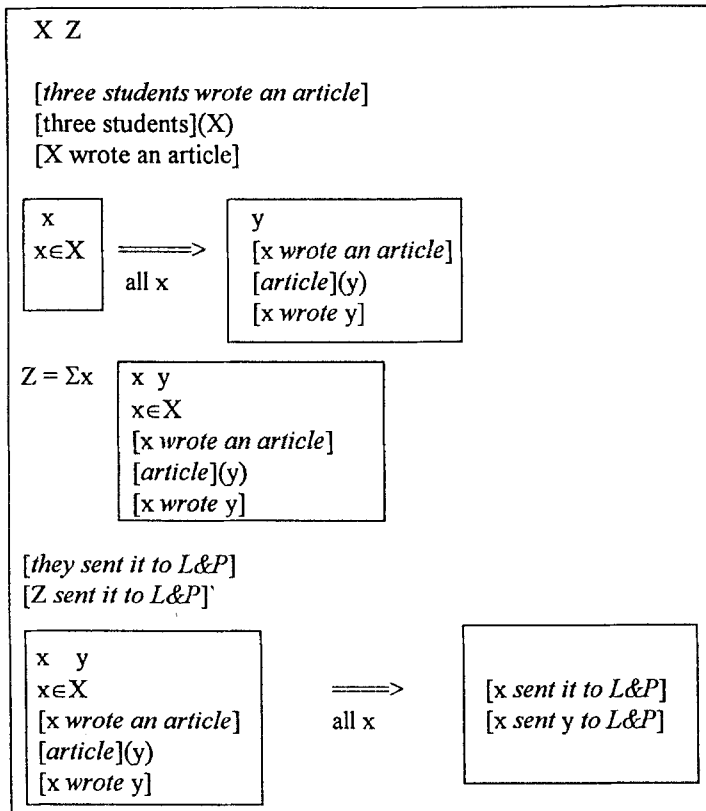 X Z
[three students wrote an article]
[three students](X)
[X wrote an article]
x
x∈X
====>
all x
y
[x wrote an article]
[article](y)
[x wrote y]
Z = Σx
x y
x∈X
[x wrote an article]
[article](y)
[x wrote y]
[they sent it to L&P]
[Z sent it to L&P]`
x y
x∈X
[x wrote an article]
[article](y)
[x wrote y]
===>
all x
[x sent it to L&P]
[x sent y to L&P]